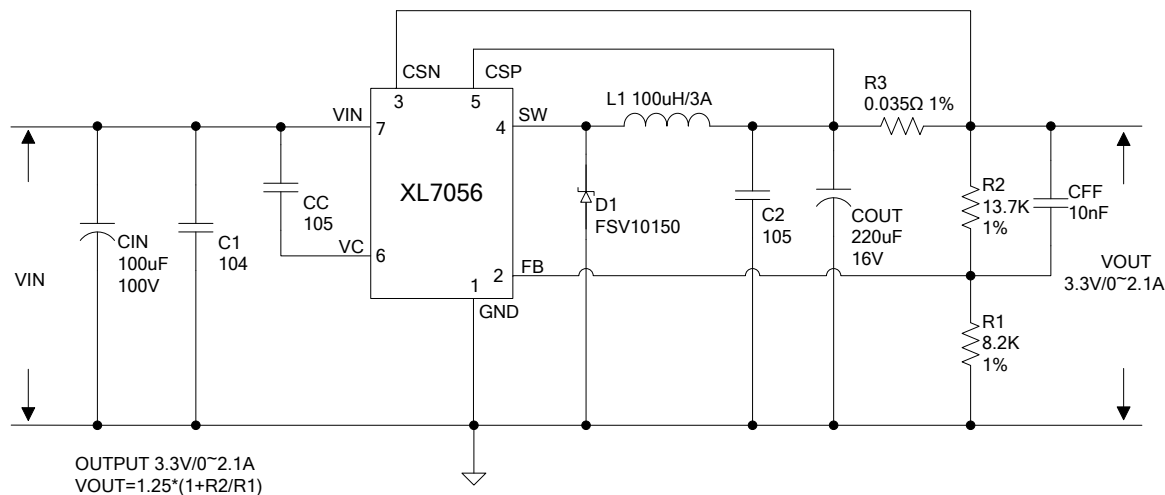 CSN
CSP
3
5
VIN
7
SW
4
L1 100uH/3A
R3
0.035Ω 1%
XL7056
CC
105
VC
6
CIN
100uF
100V
C1
104
D1
FSV10150
C2
105
COUT
220uF
16V
R2
13.7K
1%
CFF
10nF
FB
2
1
GND
VIN
VOUT
3.3V/0~2.1A
R1
8.2K
1%
OUTPUT 3.3V/0~2.1A
VOUT=1.25*(1+R2/R1)